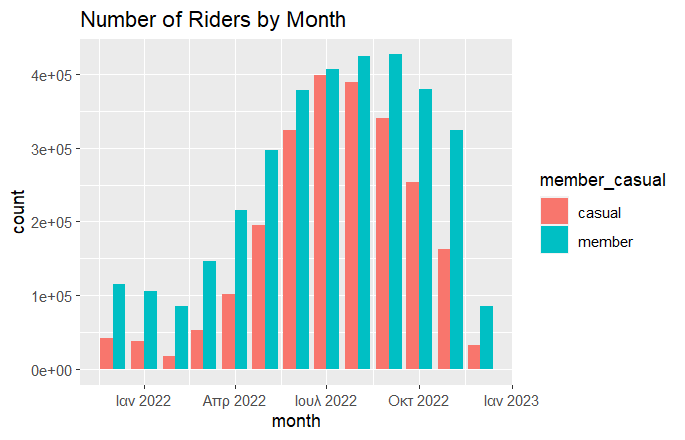 Number of Riders by Month
4e+05
3e+05
2e+05
1e+05
0e+00
count
Ιαν 2022
Απρ 2022
Ιουλ 2022
Οκτ 2022
Ιαν 2023
month
member_casual
casual
member